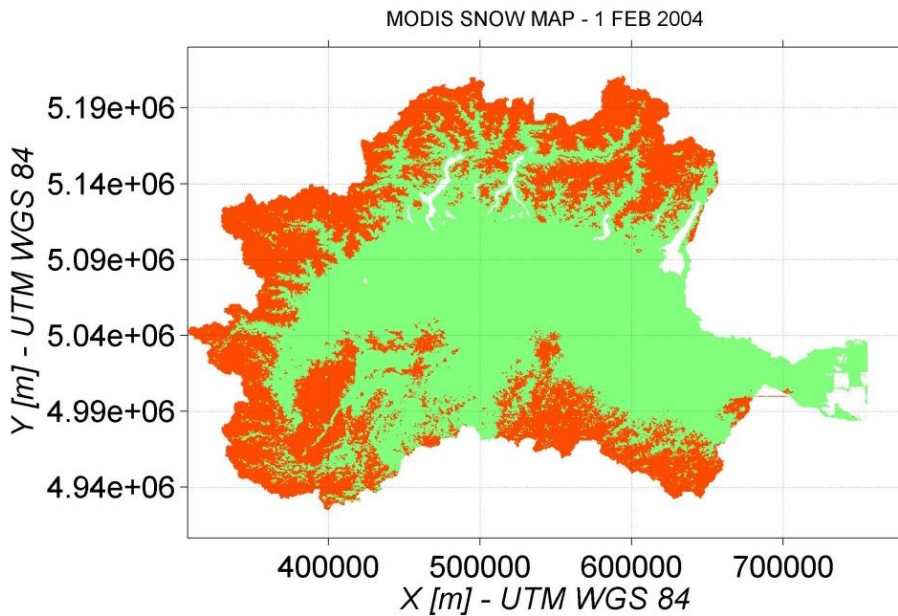 MODIS SNOW MAP - 1 FEB 2004
5.19e+06
5.14e+06
5.09e+06
5.04e+06
4.99e+06
4.94e+06
Y [m] - UTM WGS 84
400000 500000 600000 700000
X [m] - UTM WGS 84